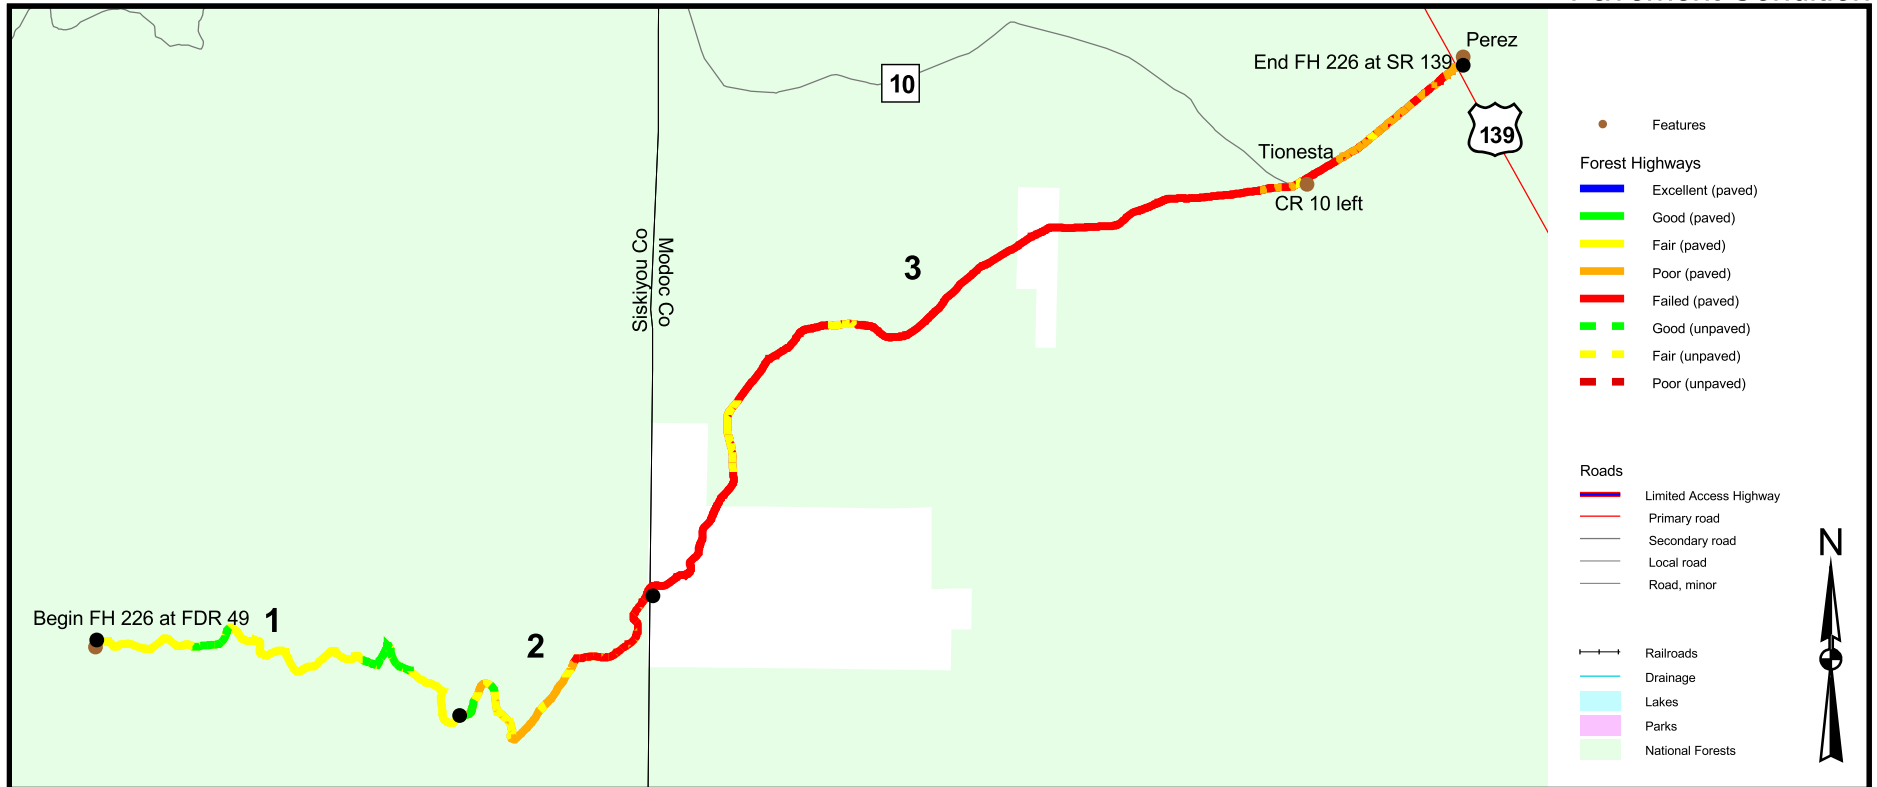 Pavement Condition
Perez
End FH 226 at SR 139
10
139
Tionesta
CR 10 left
Siskiyou Co
Modoc Co
3
Begin FH 226 at FDR 49
1
2
Features
Forest Highways
Excellent (paved)
Good (paved)
Fair (paved)
Poor (paved)
Failed (paved)
Good (unpaved)
Fair (unpaved)
Poor (unpaved)
Roads
Limited Access Highway
Primary road
Secondary road
Local road
Road, minor
N
Railroads
Drainage
Lakes
Parks
National Forests